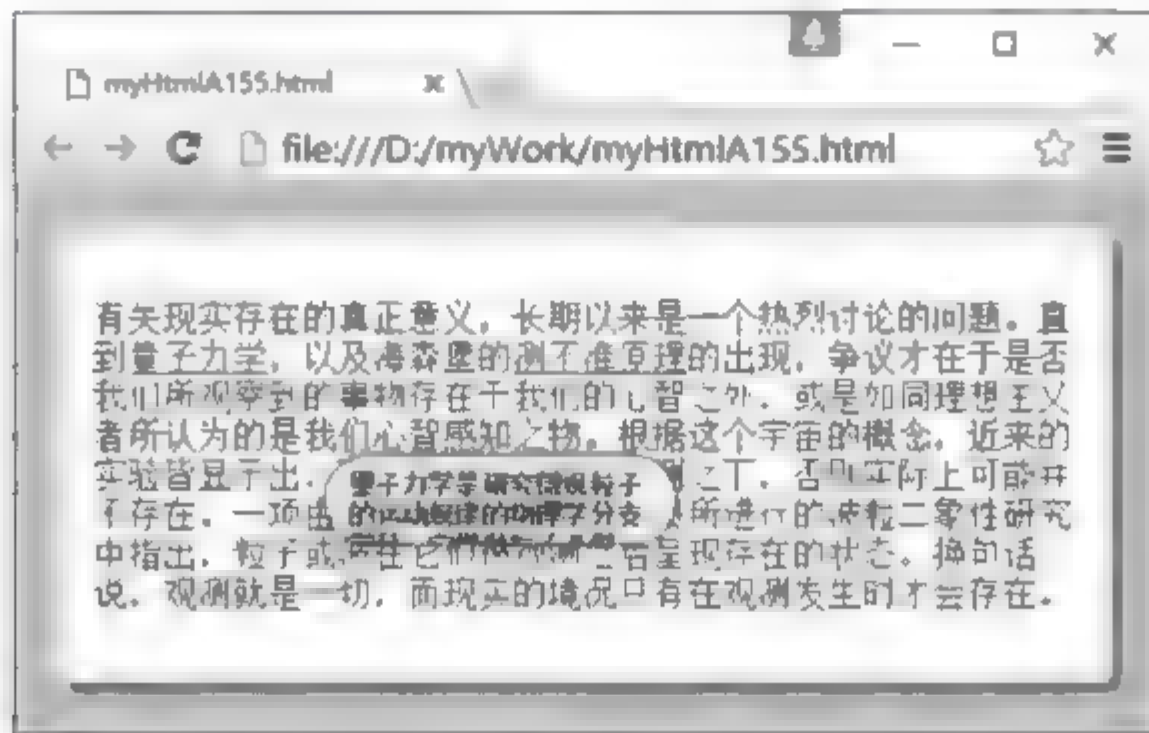 myHtmlA155.html
file:///D:/myWork/myHtmlA155.html
有关现实存在的真正意义，长期以来是一个热烈讨论的问题。直
到量子力学，以及海森堡的测不准原理的出现，争议才在于是否
我们所观察到的事物存在于我们的心智之外，或是如同理想主义
者所认为的是我们心智感知之物。根据这个宇宙的概念，近来的
实验皆显示出，之下，否则实际上可能并
不存在。一项由所进行的波粒二象性研究
量子力学是研究微观粒子
的运动规律的物理学分支
中指出，粒子或呈现存在的状态。换句话
说，观测就是一切，而现实的境况只有在观测发生时才会存在。